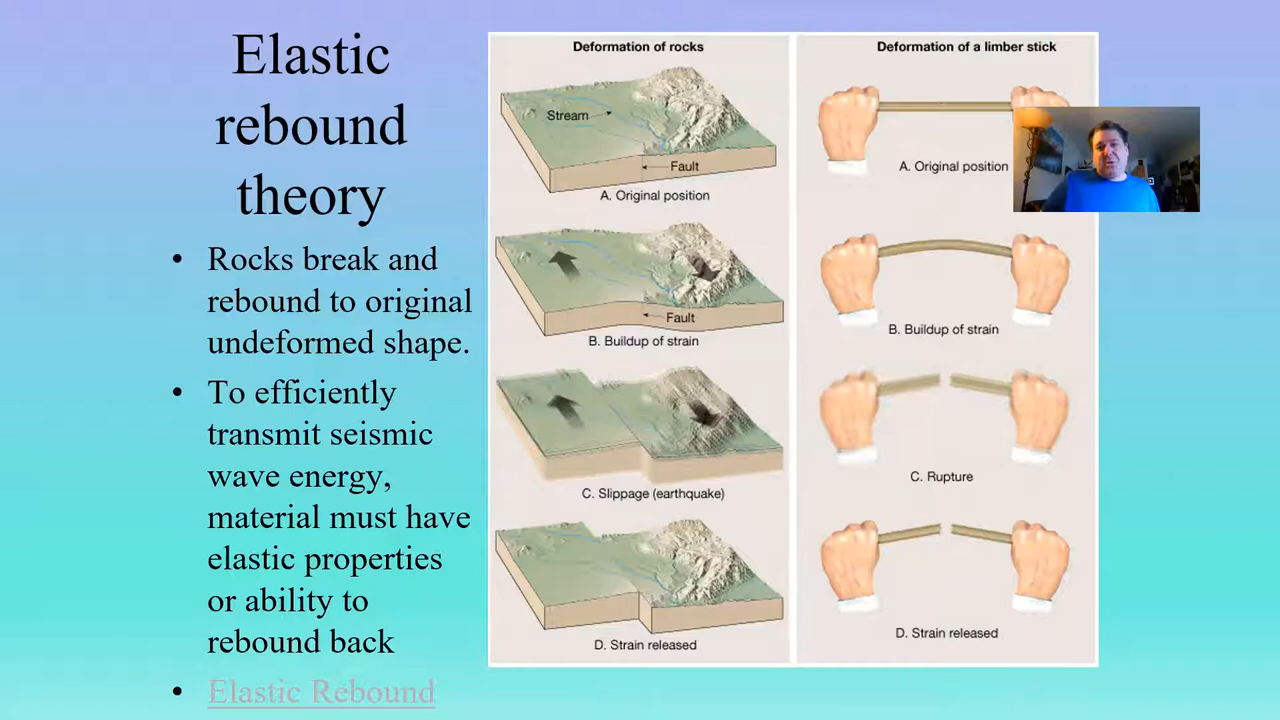 Elastic
rebound
theory
• Rocks break and
rebound to original
undeformed shape.
• To efficiently
transmit seismic
wave energy,
material must have
elastic properties
or ability to
rebound back
• Elastic Rebound
Deformation of rocks
Stream
Fault
A. Original position
Fault
B. Buildup of strain
C. Slippage (earthquake)
D. Strain released
Deformation of a limber stick
A. Original position
B. Buildup of strain
C. Rupture
D. Strain released